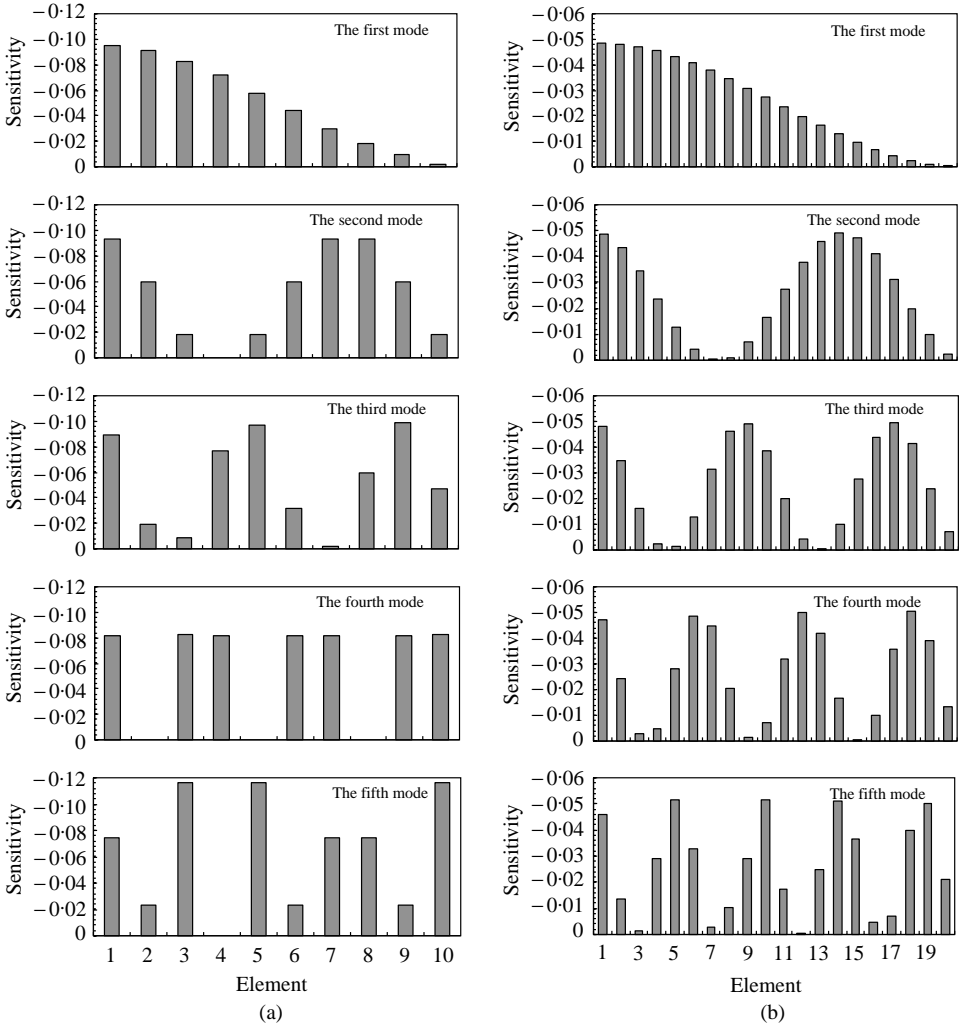 −0·12
−0·10
−0·08
−0·06
−0·04
−0·02
0
Sensitivity
The first mode
−0·06
−0·05
−0·04
−0·03
−0·02
−0·01
0
Sensitivity
The first mode
−0·12
−0·10
−0·08
−0·06
−0·04
−0·02
0
Sensitivity
The second mode
−0·06
−0·05
−0·04
−0·03
−0·02
−0·01
0
Sensitivity
The second mode
−0·12
−0·10
−0·08
−0·06
−0·04
−0·02
0
Sensitivity
The third mode
−0·06
−0·05
−0·04
−0·03
−0·02
−0·01
0
Sensitivity
The third mode
−0·12
−0·10
−0·08
−0·06
−0·04
−0·02
0
Sensitivity
The fourth mode
−0·06
−0·05
−0·04
−0·03
−0·02
−0·01
0
Sensitivity
The fourth mode
−0·12
−0·10
−0·08
−0·06
−0·04
−0·02
0
Sensitivity
The fifth mode
1 2 3 4 5 6 7 8 9 10
Element
(a)
−0·06
−0·05
−0·04
−0·03
−0·02
−0·01
0
Sensitivity
The fifth mode
1 3 5 7 9 11 13 15 17 19
Element
(b)